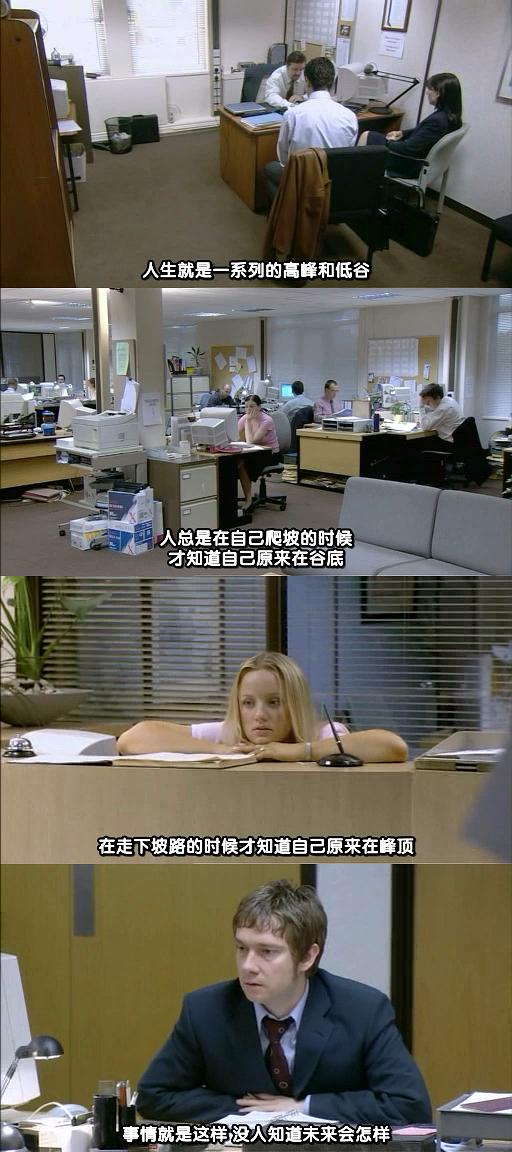 人生就是一系列的高峰和低谷
人总是在自己爬坡的时候
才知道自己原来在谷底
在走下坡路的时候才知道自己原来在峰顶
事情就是这样 没人知道未来会怎样